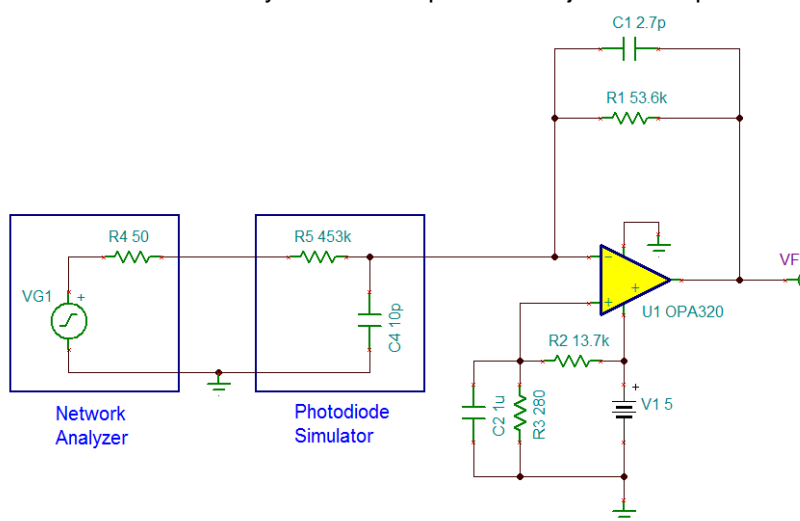 C1 2.7p
R1 53.6k
R4 50
R5 453k
VG1
+
C4 10p
−
+
+
U1 OPA320
VF
R2 13.7k
C2 1u
R3 280
+
V1 5
Network
Analyzer
Photodiode
Simulator